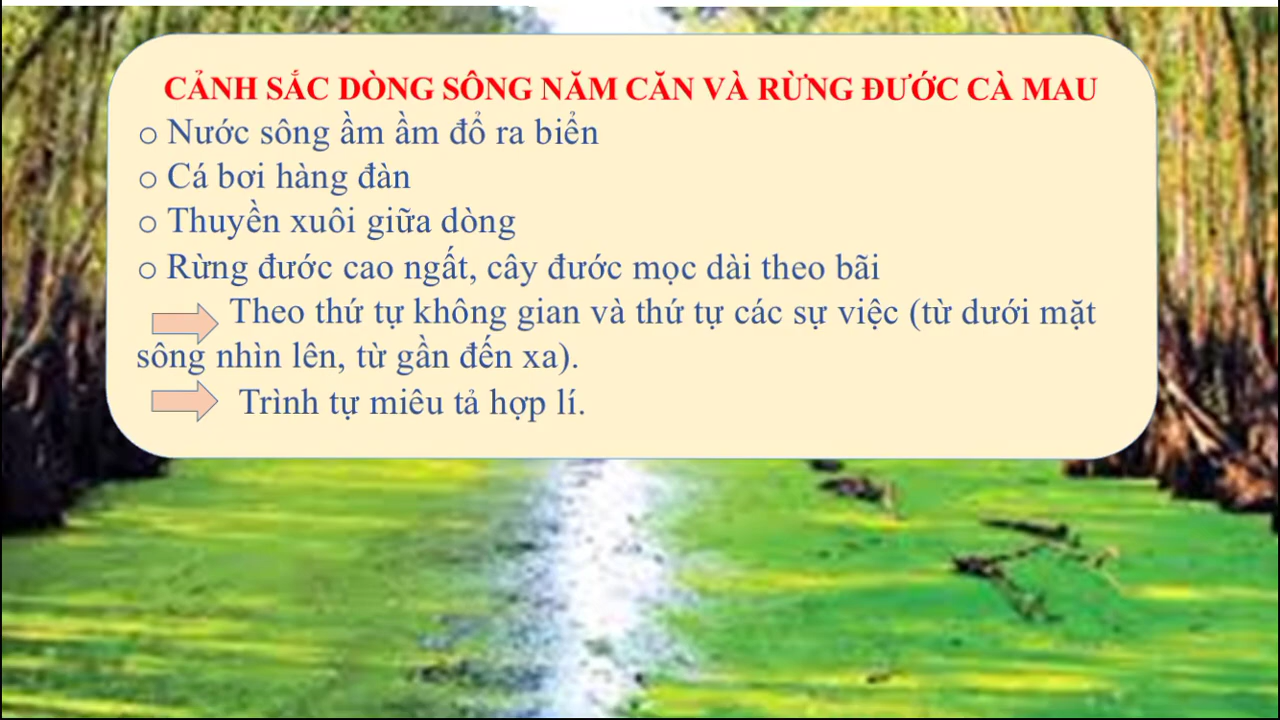 CẢNH SẮC DÒNG SÔNG NĂM CĂN VÀ RỪNG ĐƯỚC CÀ MAU
o Nước sông ầm ầm đổ ra biển
o Cá bơi hàng đàn
o Thuyền xuôi giữa dòng
o Rừng đước cao ngất, cây đước mọc dài theo bãi
Theo thứ tự không gian và thứ tự các sự việc (từ dưới mặt
sông nhìn lên, từ gần đến xa).
Trình tự miêu tả hợp lí.